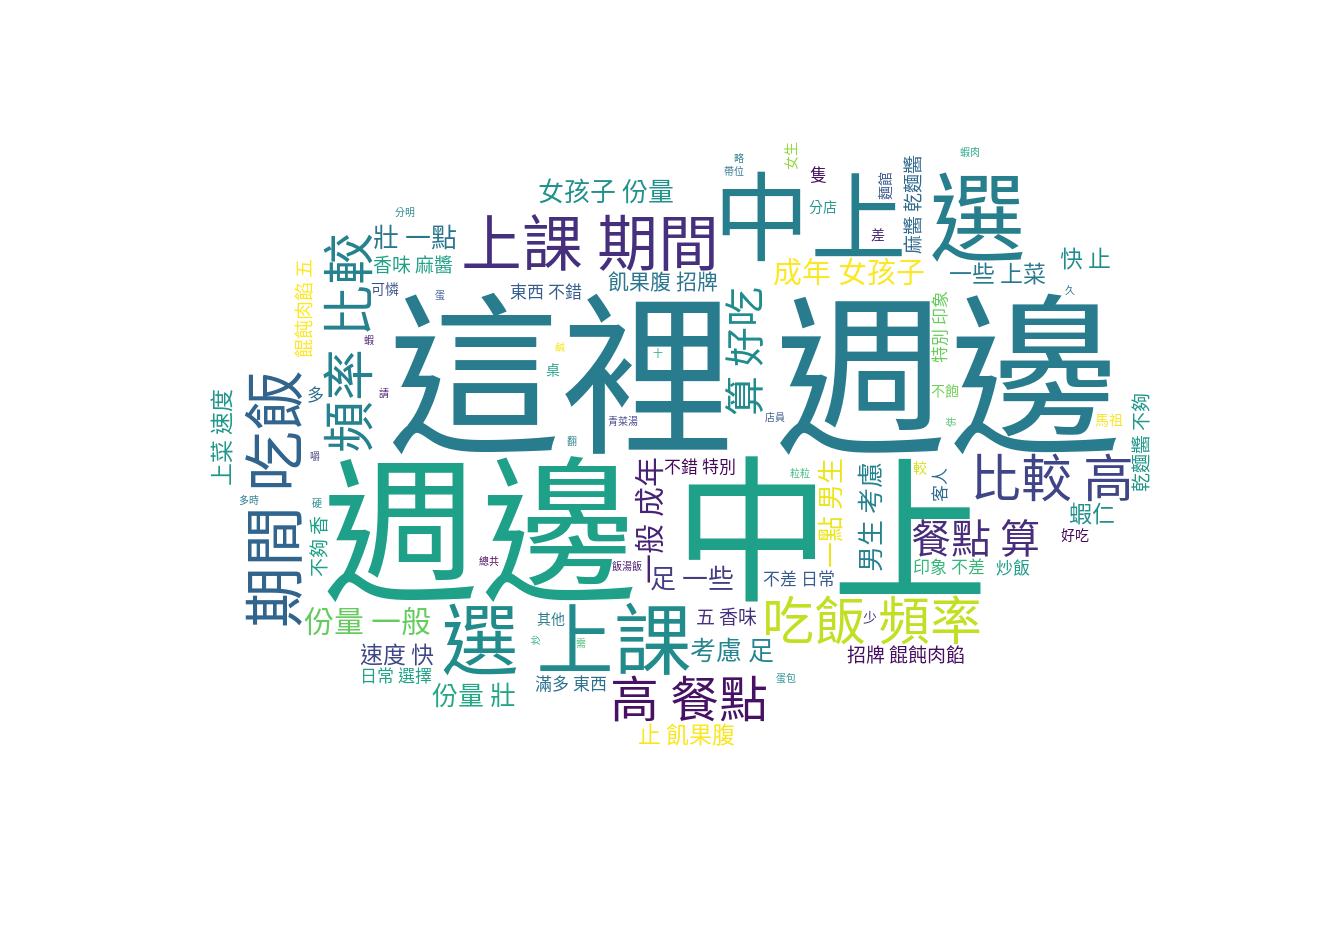 略
帶位
女生
蝦肉
隻
女孩子 份量
麵館
麻醬 乾麵醬
中上
選
分明
分店
差
壯 一點
上課 期間
比較
頻率 比較
快 止
香味 麻醬
成年 女孩子
一些 上菜
餛飩肉餡 五
可憐
蛋
東西 不錯
飢果腹 招牌
久
這裡 週邊
算 好吃
特別 印象
蝦
鹹
十
桌
多
請
不飽
上菜 速度
期間 吃飯
青菜湯
店員
馬祖
乾麵醬 不夠
翻
嚼
週邊 中上
一般 成年
不錯 特別
粒粒
一點 男生
男生 考慮
較
客人
比較 高
多時
硬
不夠 香
蝦仁
餐點 算
好吃
總共
飯湯飯
足 一些
不差 日常
印象 不差
炒飯
份量 一般
選 上課
其他
五 香味
吃飯 頻率
少
需
速度 快
考慮 足
招牌 餛飩肉餡
日常 選擇
份量 壯
滿多 東西
高 餐點
蛋包
止 飢果腹